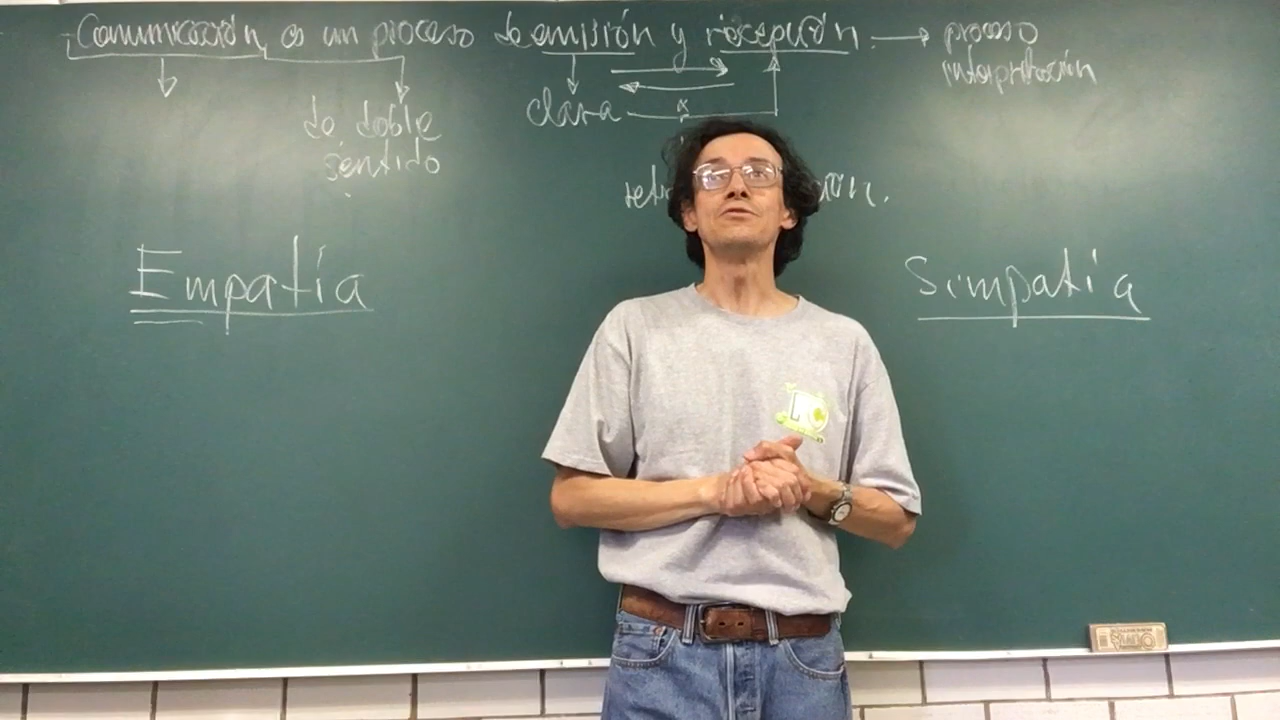 Comunicación es un proceso de emisión y recepción. → proceso
interpretación
clara
de doble
sentido
Empatía
Simpatía